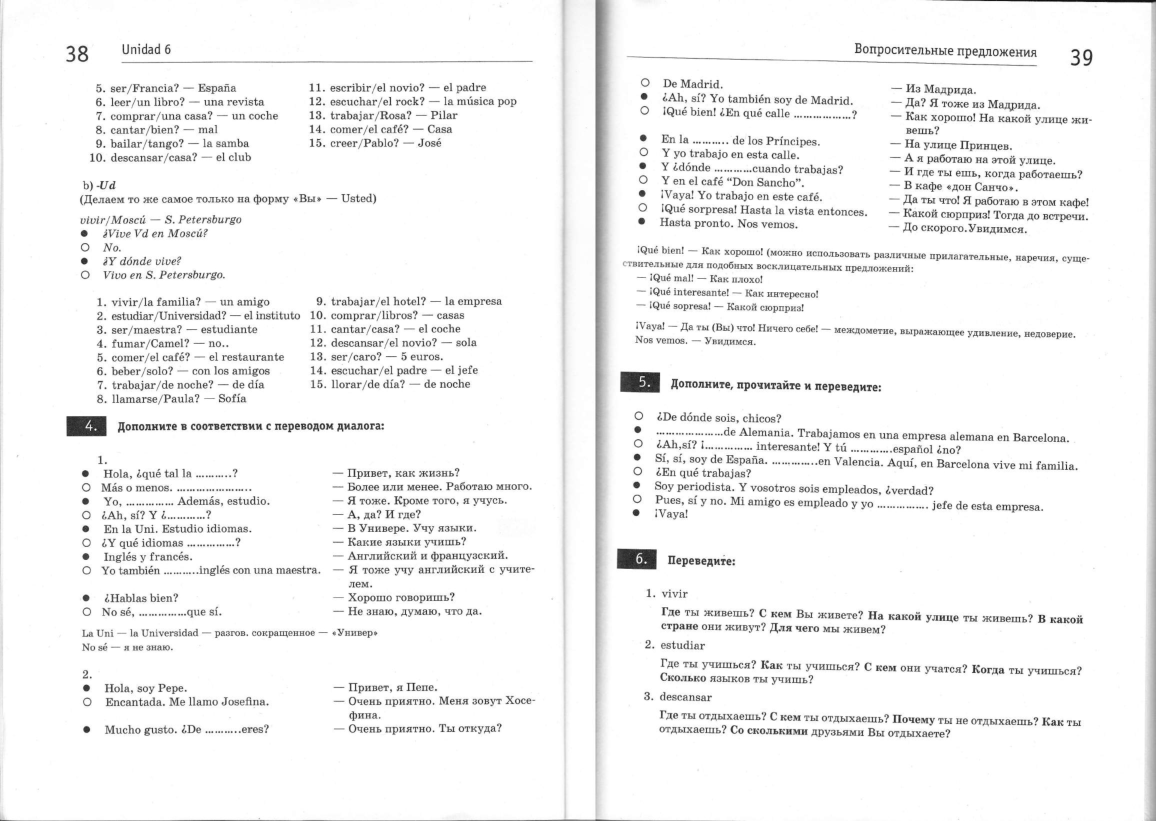 38 Unidad 6
5. ser/Francia? — España
6. leer/un libro? — una revista
7. comprar/una casa? — un coche
8. cantar/bien? — mal
9. bailar/tango? — la samba
10. descansar/casa? — el club
11. escribir/el novio? — el padre
12. escuchar/el rock? — la música pop
13. trabajar/Rosa? — Pilar
14. comer/el café? — Casa
15. creer/Pablo? — José
b) -Ud
(Делаем то же самое только на форму «Вы» — Usted)
vivir/Moscú — S. Petersburgo
● ¿Vive Vd en Moscú?
○ No.
● ¿Y dónde vive?
○ Vivo en S. Petersburgo.
1. vivir/la familia? — un amigo
2. estudiar/Universidad? — el instituto
3. ser/maestra? — estudiante
4. fumar/Camel? — no..
5. comer/el café? — el restaurante
6. beber/solo? — con los amigos
7. trabajar/de noche? — de día
8. llamarse/Paula? — Sofía
9. trabajar/el hotel? — la empresa
10. comprar/libros? — casas
11. cantar/casa? — el coche
12. descansar/el novio? — sola
13. ser/caro? — 5 euros.
14. escuchar/el padre — el jefe
15. llorar/de día? — de noche
4. Дополните в соответствии с переводом диалога:
1.
● Hola, ¿qué tal la ...........? — Привет, как жизнь?
○ Más o menos. ....................... — Более или менее. Работаю много.
● Yo, ............... Además, estudio. — Я тоже. Кроме того, я учусь.
○ ¿Ah, sí? Y ¿............? — А, да? И где?
● En la Uni. Estudio idiomas. — В Универе. Учу языки.
○ ¿Y qué idiomas ...............? — Какие языки учишь?
● Inglés y francés. — Английский и французский.
○ Yo también ...........inglés con una maestra. — Я тоже учу английский с учите-
лем.
● ¿Hablas bien? — Хорошо говоришь?
○ No sé, ...............que sí. — Не знаю, думаю, что да.
La Uni — la Universidad — разгов. сокращенное — «Универ»
No sé — я не знаю.
2.
● Hola, soy Pepe. — Привет, я Пепе.
○ Encantada. Me llamo Josefina. — Очень приятно. Меня зовут Хосе-
фина.
● Mucho gusto. ¿De ...........eres? — Очень приятно. Ты откуда?
Вопросительные предложения 39
○ De Madrid. — Из Мадрида.
● ¿Ah, sí? Yo también soy de Madrid. — Да? Я тоже из Мадрида.
○ ¡Qué bien! ¿En qué calle ..................? — Как хорошо! На какой улице жи-
вешь?
● En la ........... de los Príncipes. — На улице Принцев.
○ Y yo trabajo en esta calle. — А я работаю на этой улице.
● Y ¿dónde ............cuando trabajas? — И где ты ешь, когда работаешь?
○ Y en el café “Don Sancho”. — В кафе «дон Санчо».
● ¡Vaya! Yo trabajo en este café. — Да ты что! Я работаю в этом кафе!
○ ¡Qué sorpresa! Hasta la vista entonces. — Какой сюрприз! Тогда до встречи.
● Hasta pronto. Nos vemos. — До скорого.Увидимся.
¡Qué bien! — Как хорошо! (можно использовать различные прилагательные, наречия, суще-
ствительные для подобных восклицательных предложений:
— ¡Qué mal! — Как плохо!
— ¡Qué interesante! — Как интересно!
— ¡Qué sopresa! — Какой сюрприз!
¡Vaya! — Да ты (Вы) что! Ничего себе! — междометие, выражающее удивление, недоверие.
Nos vemos. — Увидимся.
5. Дополните, прочитайте и переведите:
○ ¿De dónde sois, chicos?
● .....................de Alemania. Trabajamos en una empresa alemana en Barcelona.
○ ¿Ah,sí? ¡............... interesante! Y tú .............español ¿no?
● Sí, sí, soy de España. ..............en Valencia. Aquí, en Barcelona vive mi familia.
○ ¿En qué trabajas?
● Soy periodista. Y vosotros sois empleados, ¿verdad?
○ Pues, sí y no. Mi amigo es empleado y yo ................ jefe de esta empresa.
● ¡Vaya!
6. Переведите:
1. vivir
Где ты живешь? С кем Вы живете? На какой улице ты живешь? В какой
стране они живут? Для чего мы живем?
2. estudiar
Где ты учишься? Как ты учишься? С кем они учатся? Когда ты учишься?
Сколько языков ты учишь?
3. descansar
Где ты отдыхаешь? С кем ты отдыхаешь? Почему ты не отдыхаешь? Как ты
отдыхаешь? Со сколькими друзьями Вы отдыхаете?